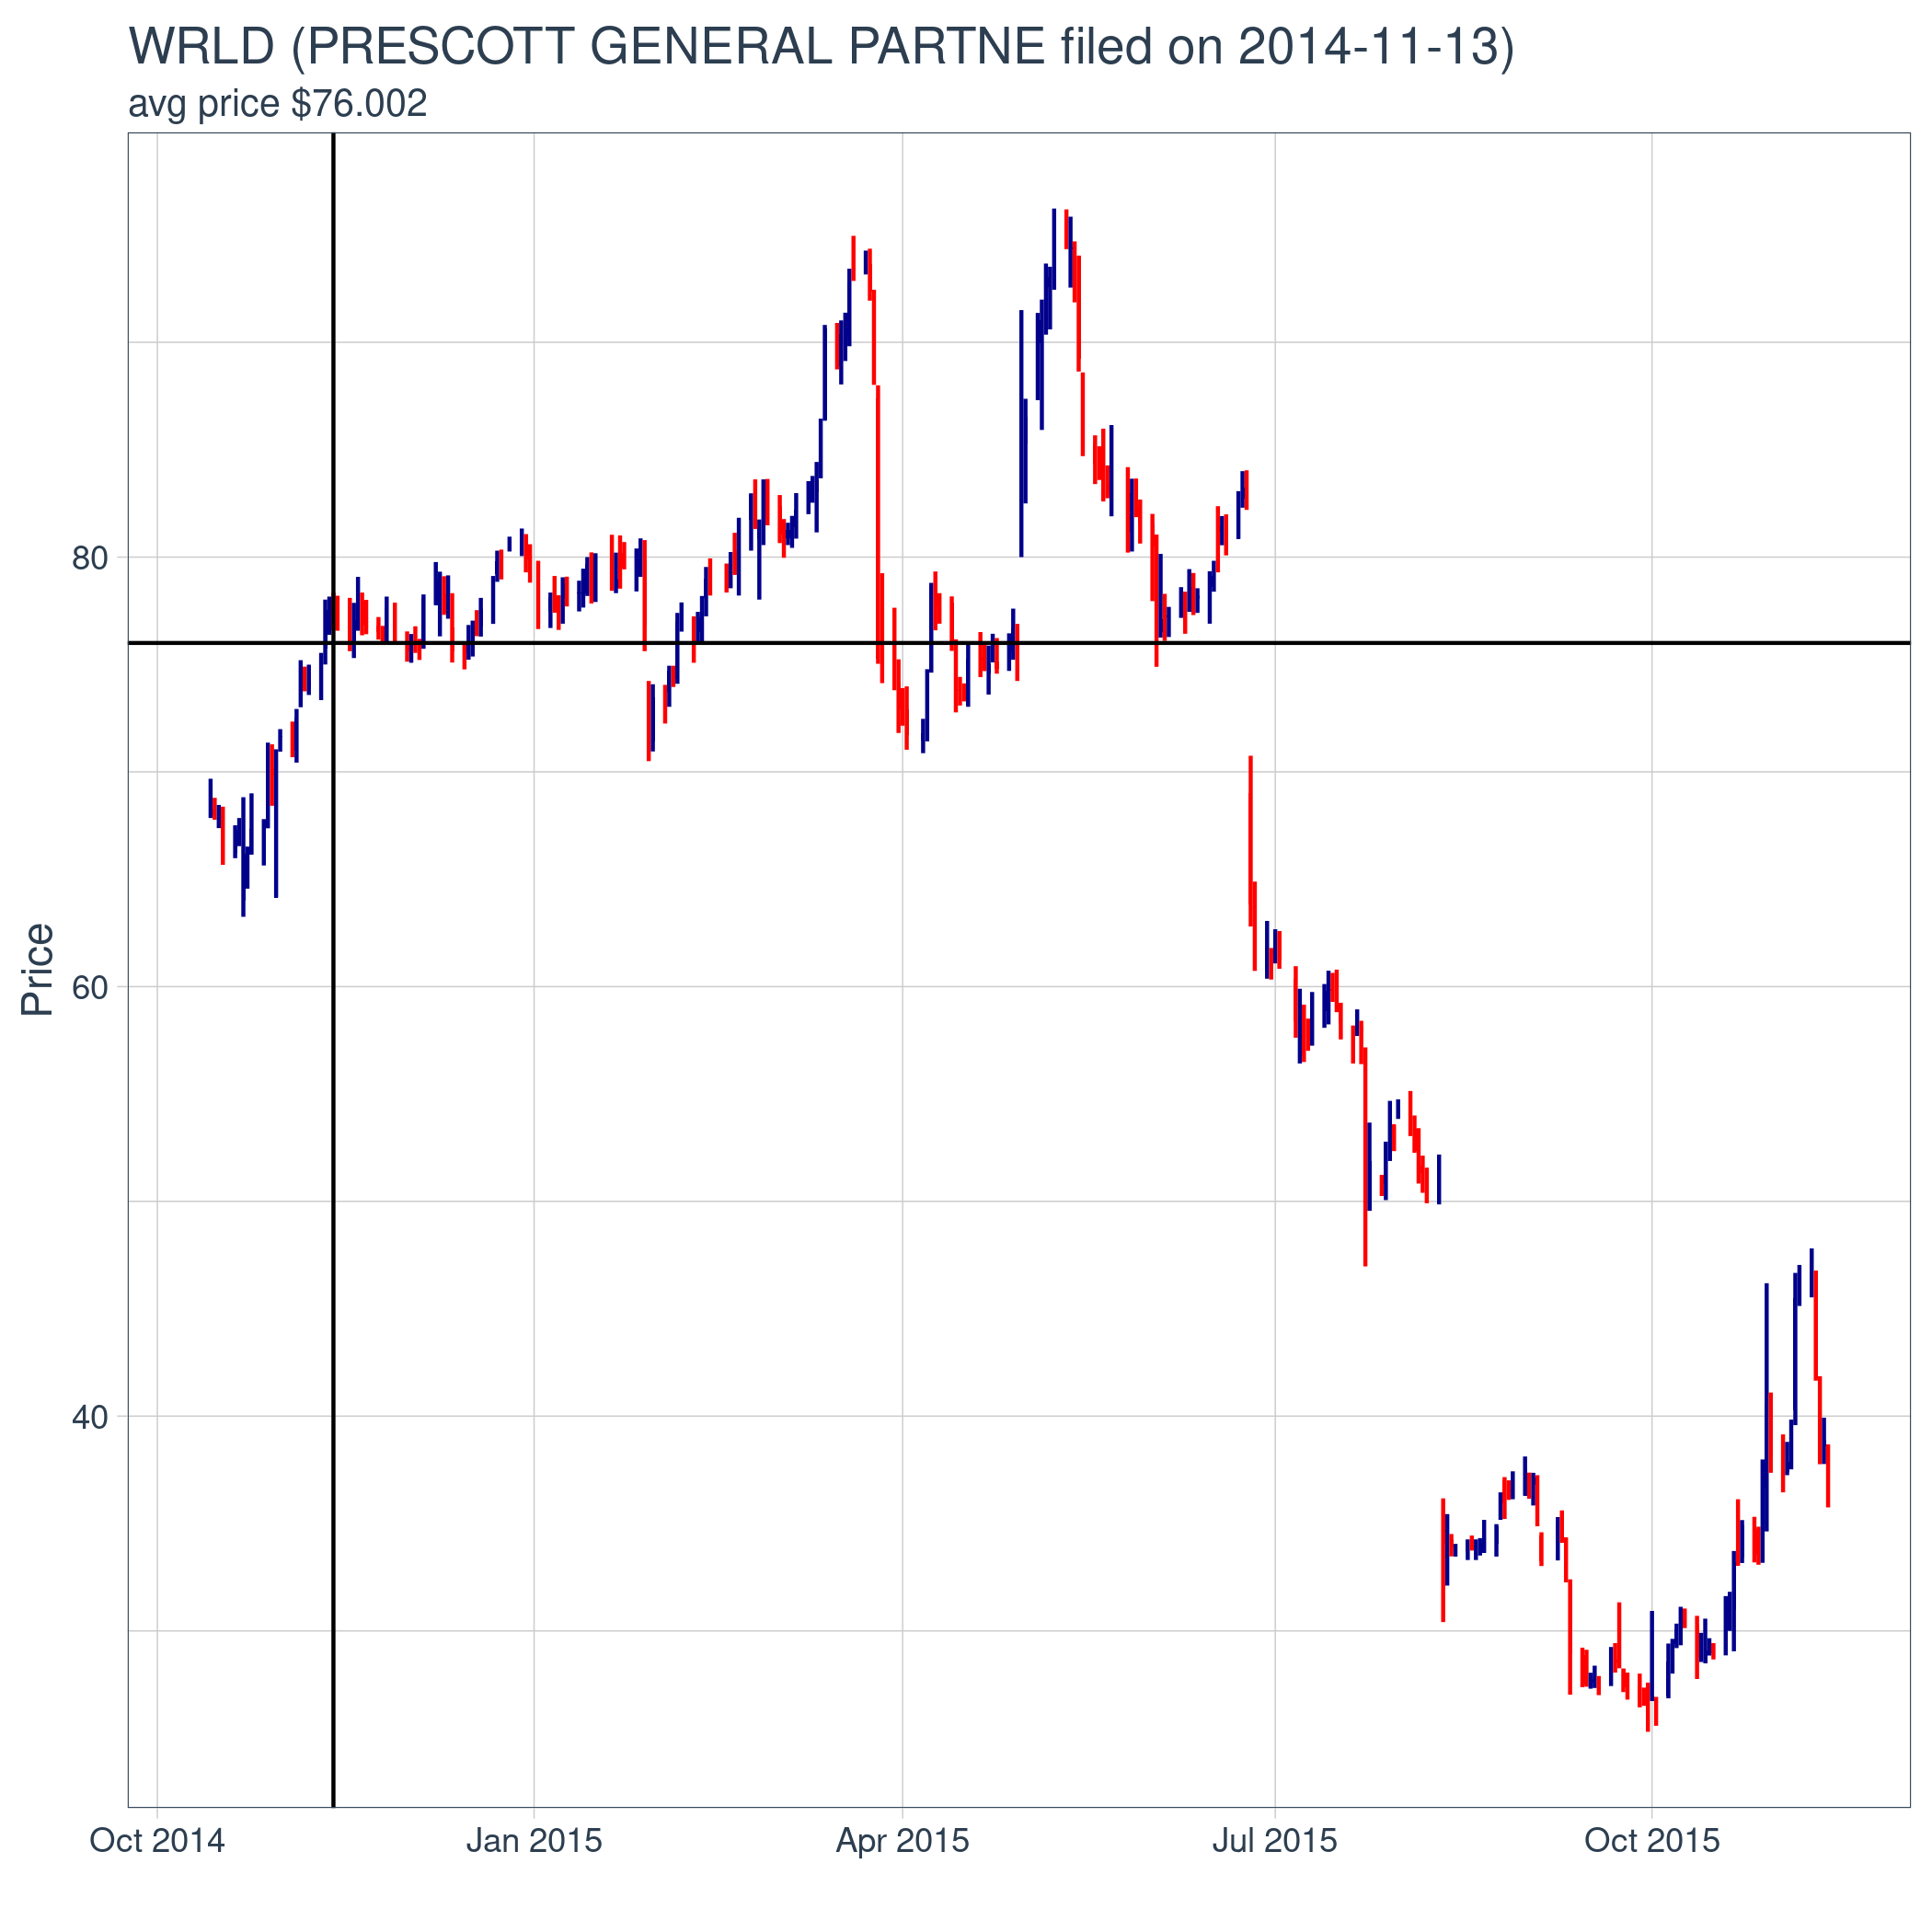 WRLD (PRESCOTT GENERAL PARTNE filed on 2014-11-13)
avg price $76.002
Price
80
60
40
Oct 2014
Jan 2015
Apr 2015
Jul 2015
Oct 2015